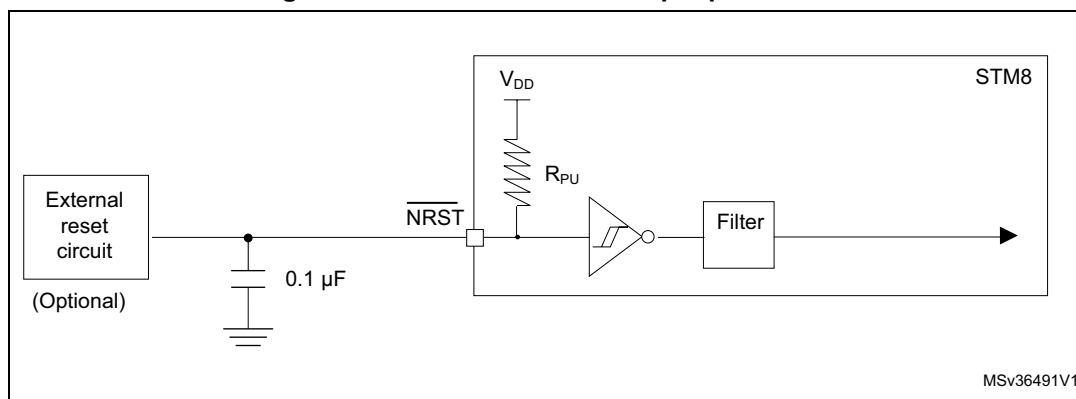 STM8
V_DD
R_PU
External
reset
circuit
(Optional)
NRST
Filter
0.1 µF
MSv36491V1